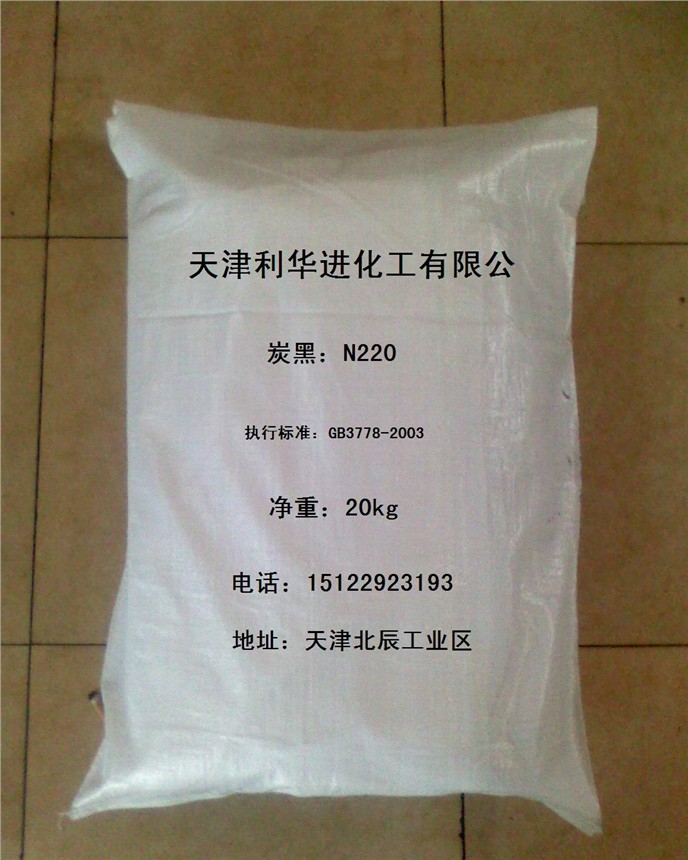 天津利华进化工有限公
炭黑：N220
执行标准：GB3778-2003
净重：20kg
电话：15122923193
地址：天津北辰工业区